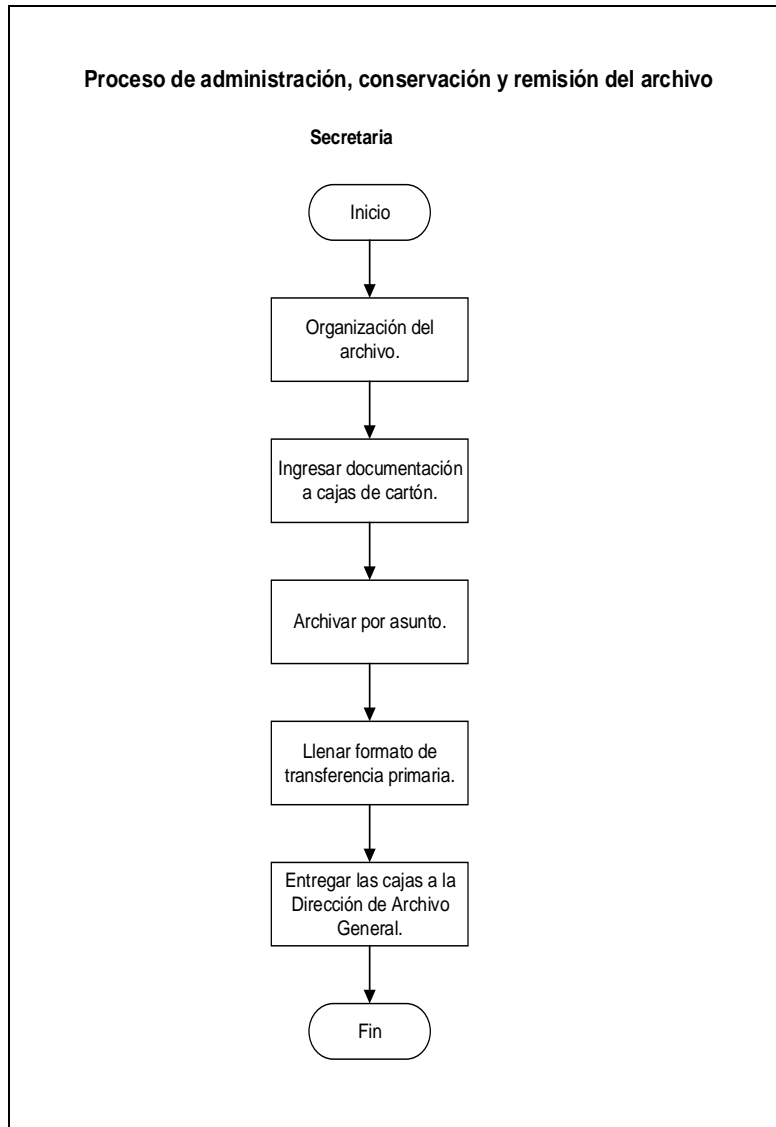 Proceso de administración, conservación y remisión del archivo
Secretaria
Inicio
Organización del
archivo.
Ingresar documentación
a cajas de cartón.
Archivar por asunto.
Llenar formato de
transferencia primaria.
Entregar las cajas a la
Dirección de Archivo
General.
Fin